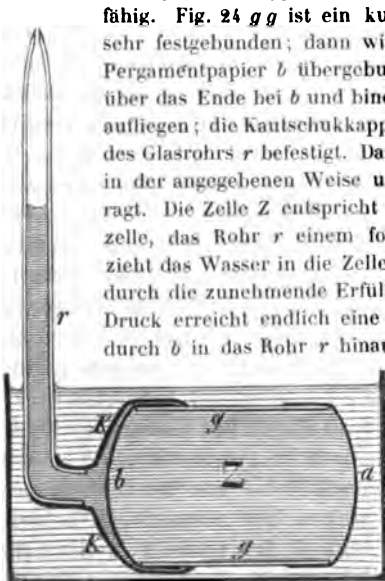 fähig. Fig. 24 g g ist ein ku
sehr festgebunden; dann wi
Pergamentpapier b übergebu
über das Ende bei b und bind
aufliegen; die Kautschukkapp
des Glasrohrs r befestigt. Da
in der angegebenen Weise u
ragt. Die Zelle Z entspricht
zelle, das Rohr r einem fo
zieht das Wasser in die Zelle
durch die zunehmende Erfül
Druck erreicht endlich eine
durch b in das Rohr r hinau
r
K
g
b
Z
a
K
g